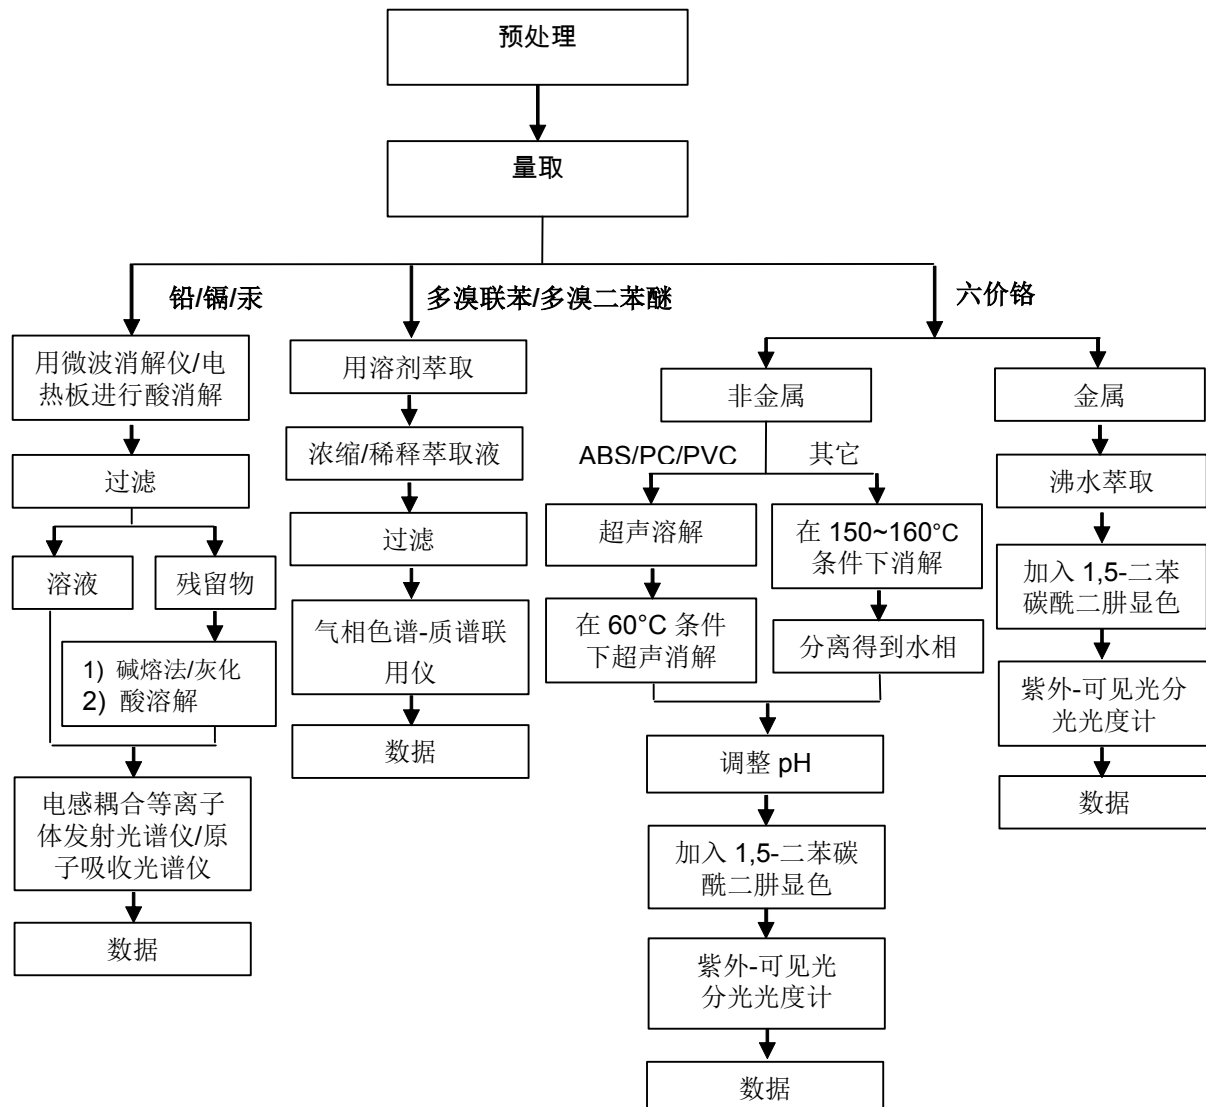 预处理
量取
铅/镉/汞
用微波消解仪/电
热板进行酸消解
过滤
溶液
残留物
1) 碱熔法/灰化
2) 酸溶解
电感耦合等离子
体发射光谱仪/原
子吸收光谱仪
数据
多溴联苯/多溴二苯醚
用溶剂萃取
浓缩/稀释萃取液
过滤
气相色谱-质谱联
用仪
数据
六价铬
非金属
ABS/PC/PVC
超声溶解
在 60°C 条件
下超声消解
其它
在 150~160°C
条件下消解
分离得到水相
调整 pH
加入 1,5-二苯碳
酰二肼显色
紫外-可见光
分光光度计
数据
金属
沸水萃取
加入 1,5-二苯
碳酰二肼显色
紫外-可见光分
光光度计
数据